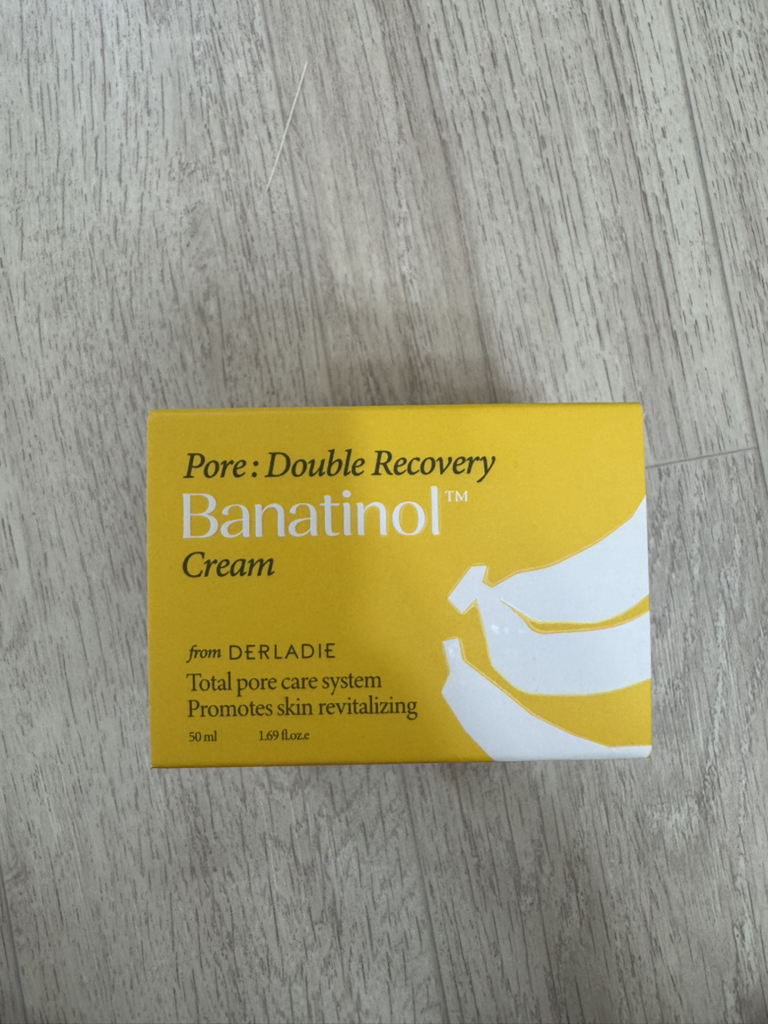 Pore : Double Recovery
Banatinol™
Cream
from DERLADIE
Total pore care system
Promotes skin revitalizing
50 ml 1.69 fl.oz.e